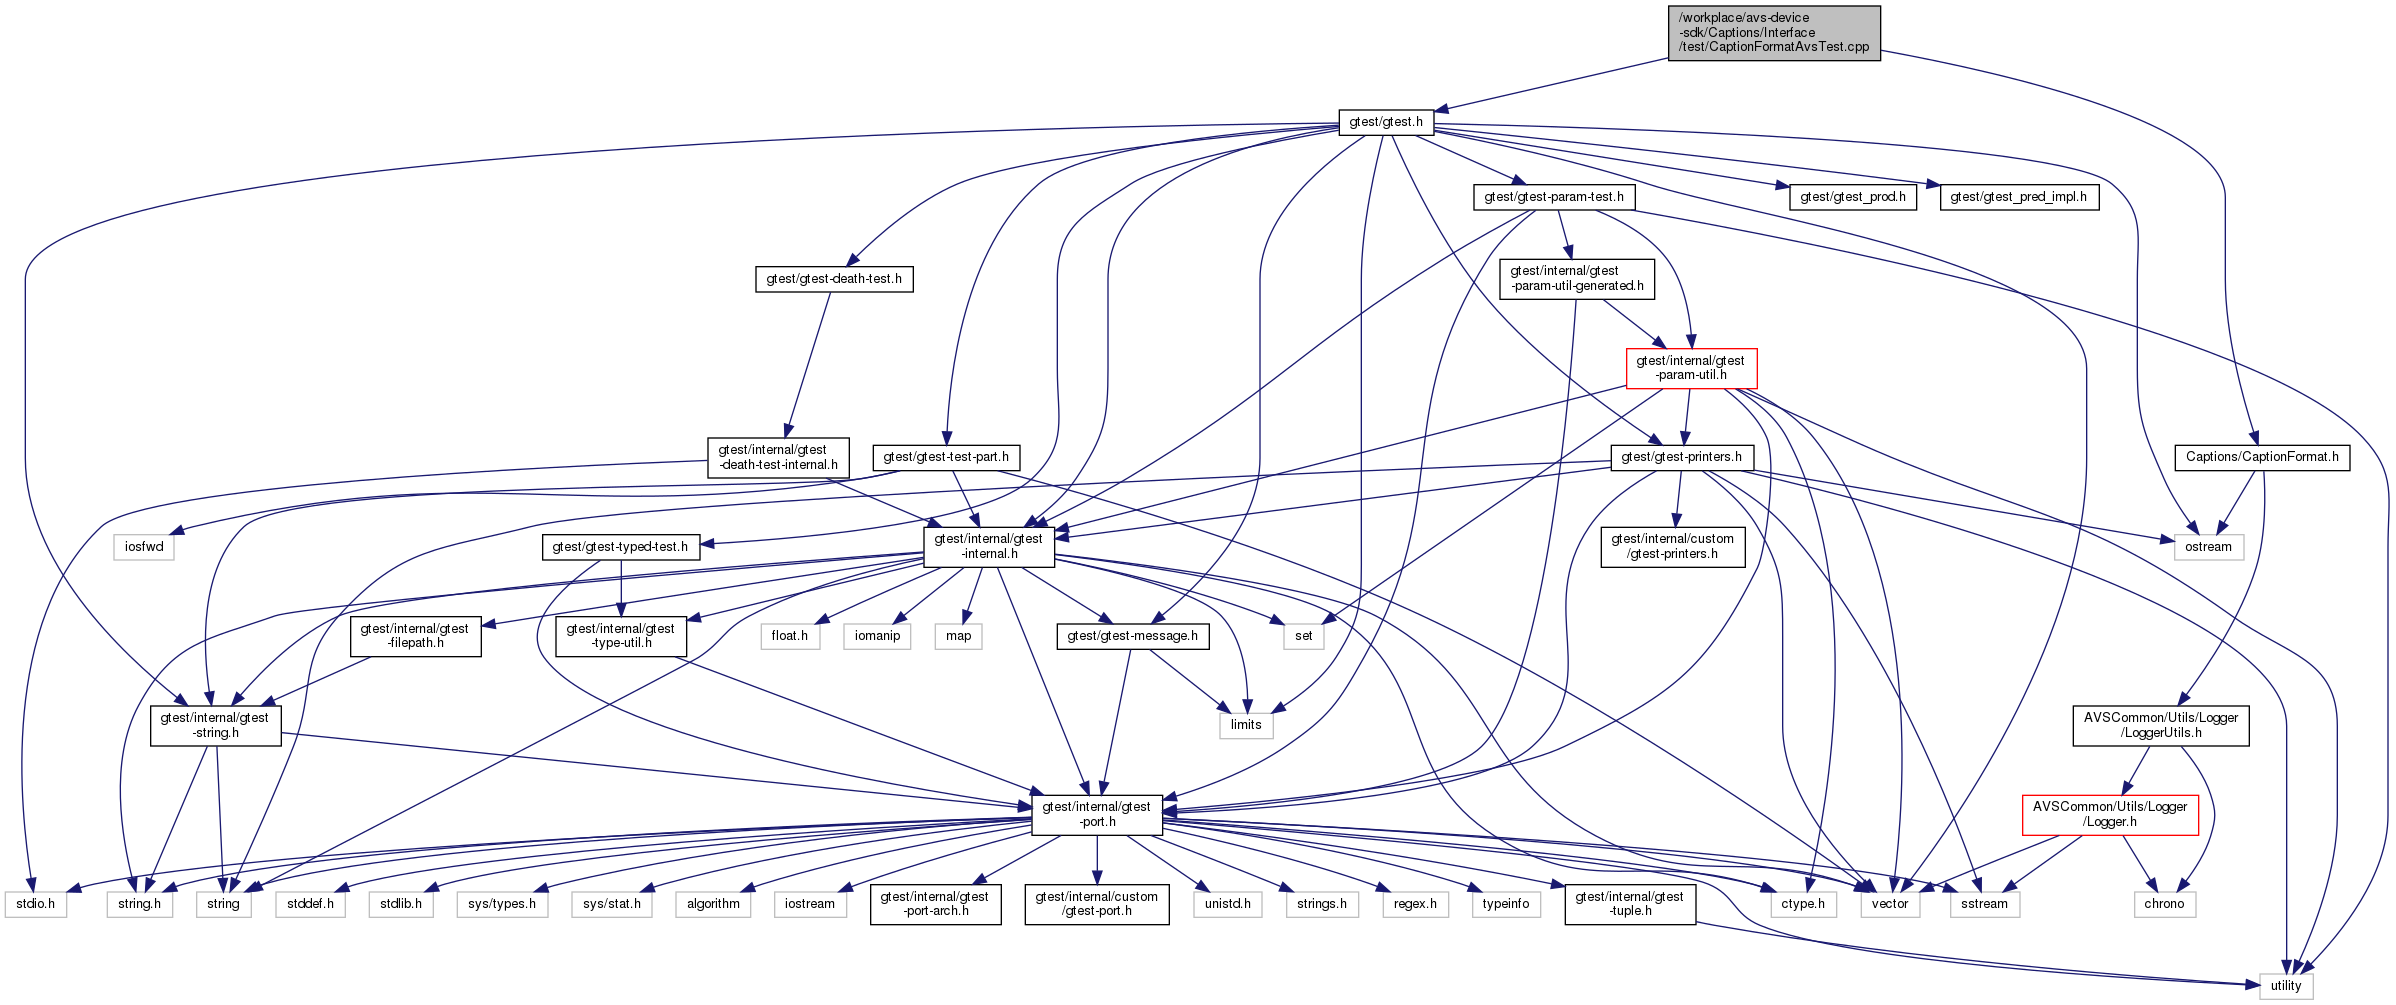 /workplace/avs-device
-sdk/Captions/Interface
/test/CaptionFormatAvsTest.cpp
gtest/gtest.h
gtest/gtest-param-test.h
gtest/gtest_prod.h
gtest/gtest_pred_impl.h
gtest/gtest-death-test.h
gtest/internal/gtest
-param-util-generated.h
gtest/internal/gtest
-param-util.h
gtest/internal/gtest
-death-test-internal.h
gtest/gtest-test-part.h
gtest/gtest-printers.h
Captions/CaptionFormat.h
iosfwd
gtest/gtest-typed-test.h
gtest/internal/gtest
-internal.h
gtest/internal/custom
/gtest-printers.h
ostream
gtest/internal/gtest
-filepath.h
gtest/internal/gtest
-type-util.h
float.h
iomanip
map
gtest/gtest-message.h
set
gtest/internal/gtest
-string.h
limits
AVSCommon/Utils/Logger
/LoggerUtils.h
gtest/internal/gtest
-port.h
AVSCommon/Utils/Logger
/Logger.h
stdio.h
string.h
string
stddef.h
stdlib.h
sys/types.h
sys/stat.h
algorithm
iostream
gtest/internal/gtest
-port-arch.h
gtest/internal/custom
/gtest-port.h
unistd.h
strings.h
regex.h
typeinfo
gtest/internal/gtest
-tuple.h
ctype.h
vector
sstream
chrono
utility